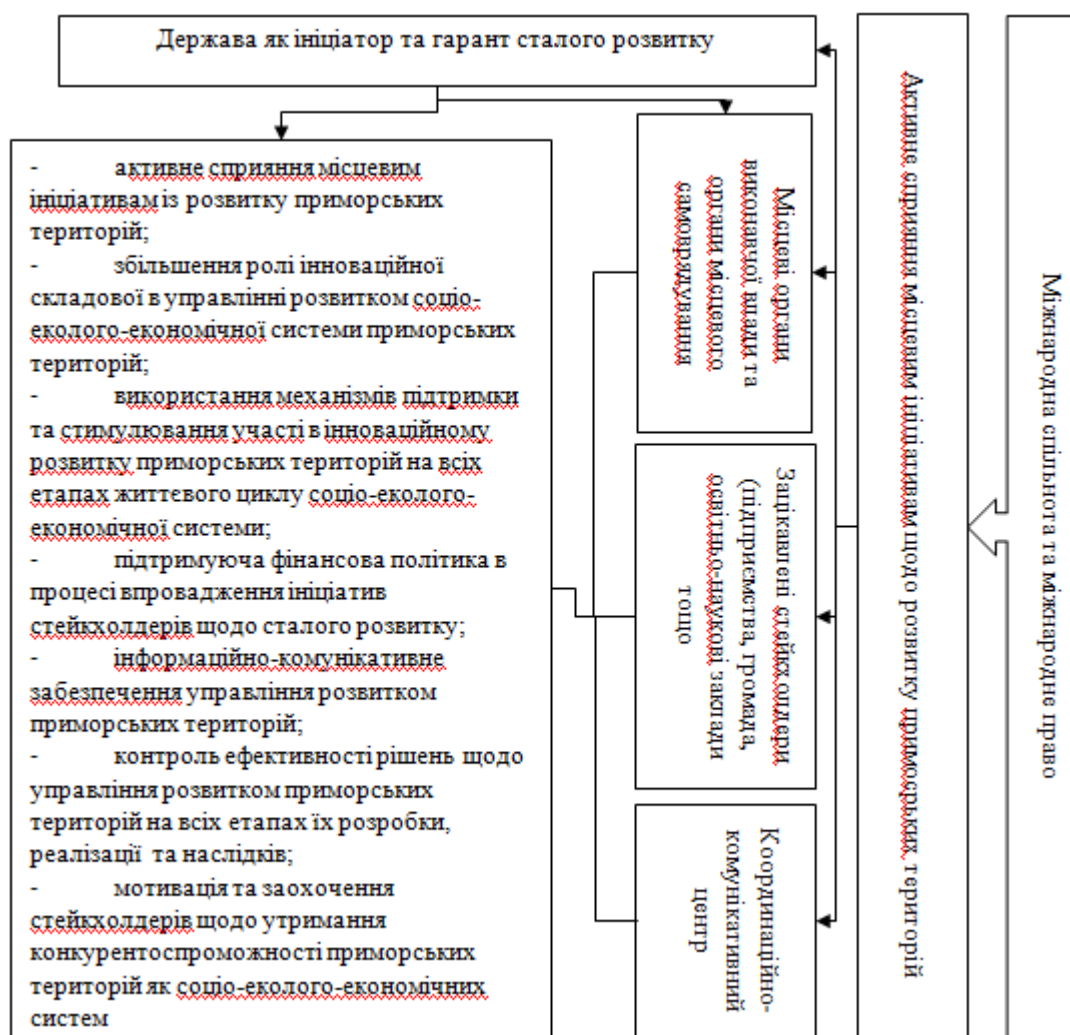 Держава як ініціатор та гарант сталого розвитку
- активне сприяння місцевим
ініціативам із розвитку приморських
територій;
- збільшення ролі інноваційної
складової в управлінні розвитком соціо-
еколого-економічної системи приморських
територій;
- використання механізмів підтримки
та стимулювання участі в інноваційному
розвитку приморських територій на всіх
етапах життєвого циклу соціо-еколого-
економічної системи;
- підтримуюча фінансова політика в
процесі впровадження ініціатив
стейкхолдерів щодо сталого розвитку;
- інформаційно-комунікативне
забезпечення управління розвитком
приморських територій;
- контроль ефективності рішень щодо
управління розвитком приморських
територій на всіх етапах їх розробки,
реалізації та наслідків;
- мотивація та заохочення
стейкхолдерів щодо утримання
конкурентоспроможності приморських
територій як соціо-еколого-економічних
систем
Місцеві органи
виконавчої влади та
органи місцевого
самоврядування
Зацікавлені стейкхолдери
(підприємства, громада,
освітньо-наукові заклади
тощо
Координаційно-
комунікативний
центр
Активне сприяння місцевим ініціативам щодо розвитку приморських територій
Міжнародна спільнота та міжнародне право